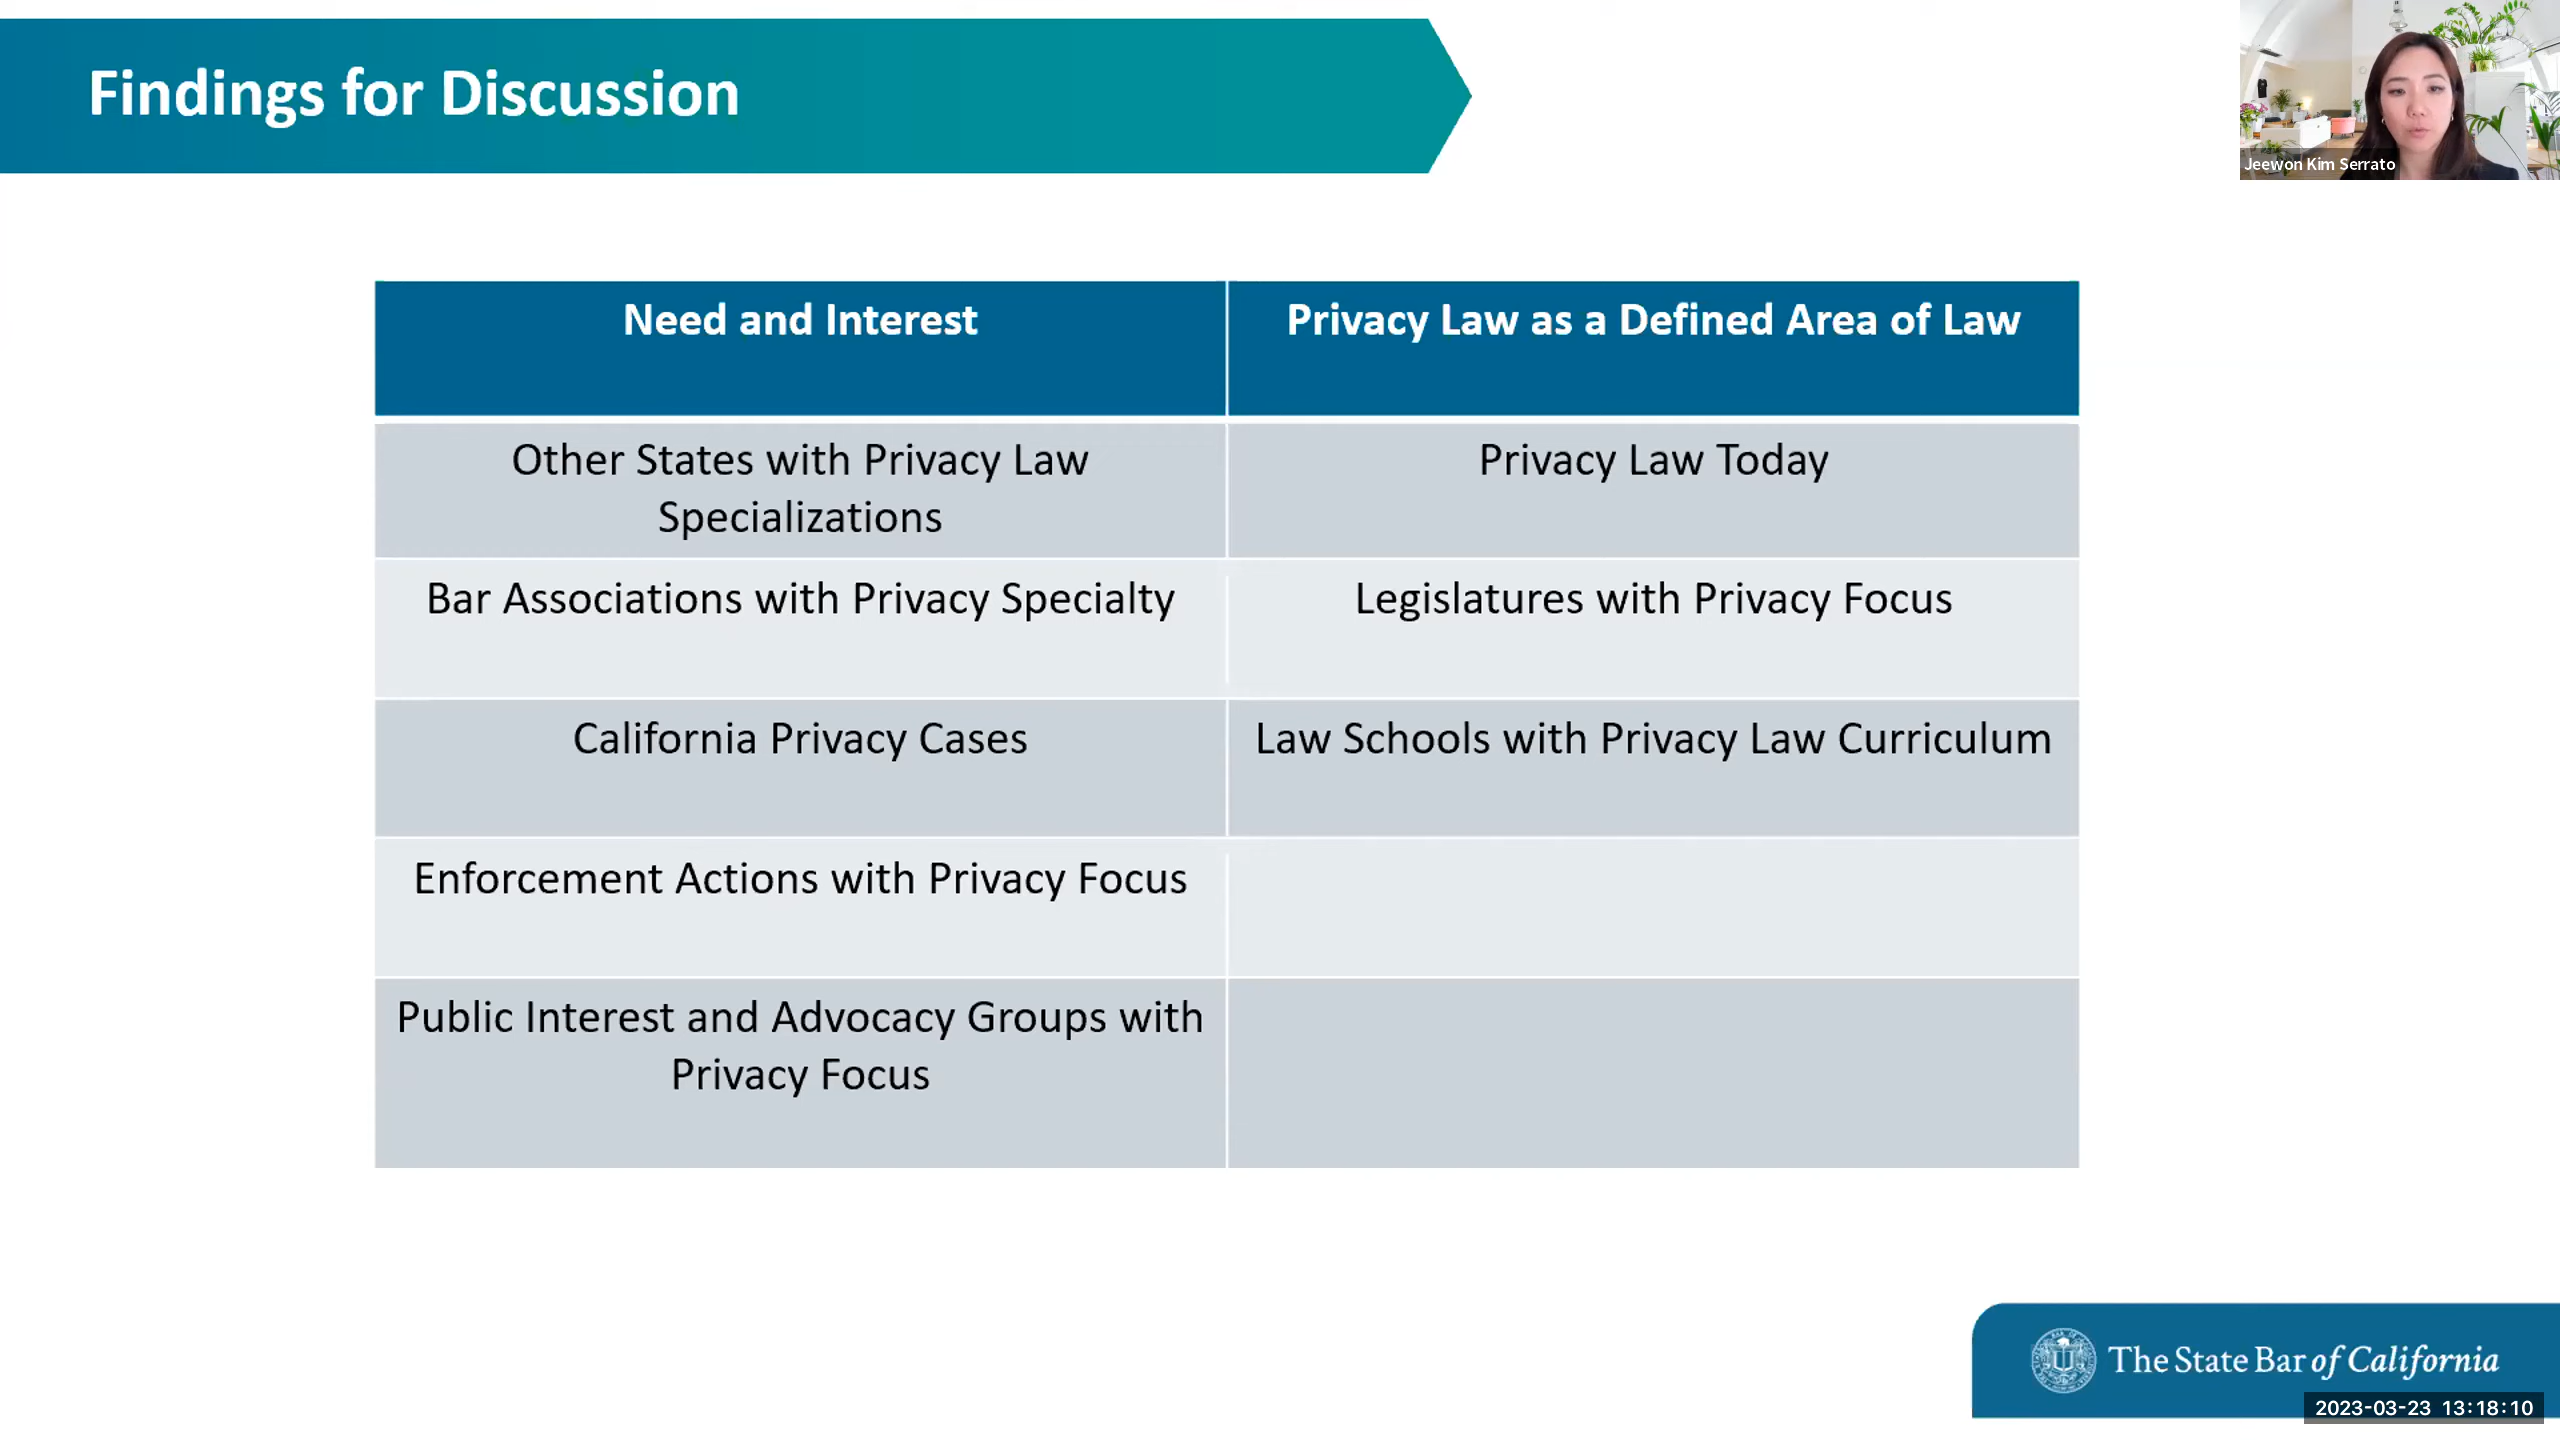 Findings for Discussion
Jeewon Kim Serrato
Need and Interest
Privacy Law as a Defined Area of Law
Other States with Privacy Law
Specializations
Privacy Law Today
Bar Associations with Privacy Specialty
Legislatures with Privacy Focus
California Privacy Cases
Law Schools with Privacy Law Curriculum
Enforcement Actions with Privacy Focus
Public Interest and Advocacy Groups with
Privacy Focus
The State Bar of California
2023-03-23 13:18:10